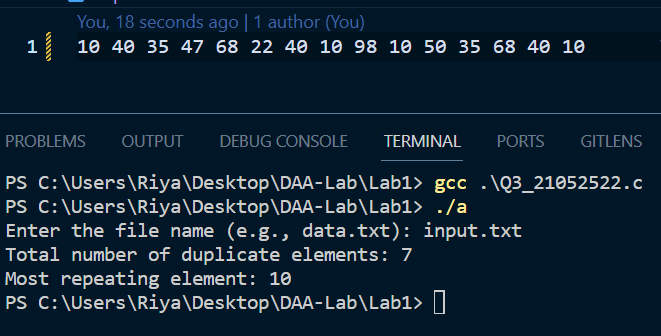 You, 18 seconds ago | 1 author (You)
1 10 40 35 47 68 22 40 10 98 10 50 35 68 40 10
PROBLEMS OUTPUT DEBUG CONSOLE TERMINAL PORTS GITLENS
PS C:\Users\Riya\Desktop\DAA-Lab\Lab1> gcc .\Q3_21052522.c
PS C:\Users\Riya\Desktop\DAA-Lab\Lab1> ./a
Enter the file name (e.g., data.txt): input.txt
Total number of duplicate elements: 7
Most repeating element: 10
PS C:\Users\Riya\Desktop\DAA-Lab\Lab1>